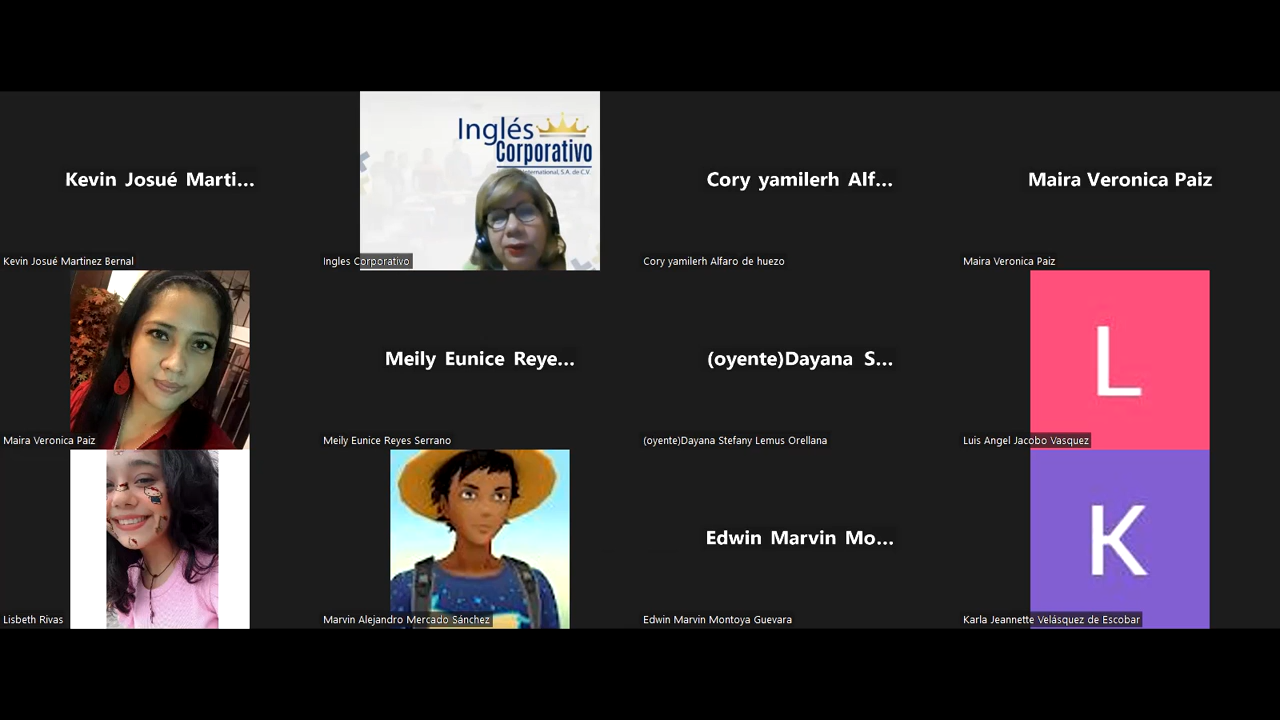 Kevin Josué Marti...
Kevin Josué Martinez Bernal
Inglés
Corporativo
International, S.A. de C.V.
Ingles Corporativo
Cory yamilerh Alf...
Cory yamilerh Alfaro de huezo
Maira Veronica Paiz
Maira Veronica Paiz
Maira Veronica Paiz
Meily Eunice Reye...
Meily Eunice Reyes Serrano
(oyente)Dayana S...
(oyente)Dayana Stefany Lemus Orellana
L
Luis Angel Jacobo Vasquez
Lisbeth Rivas
Marvin Alejandro Mercado Sánchez
Edwin Marvin Mo...
Edwin Marvin Montoya Guevara
K
Karla Jeannette Velásquez de Escobar